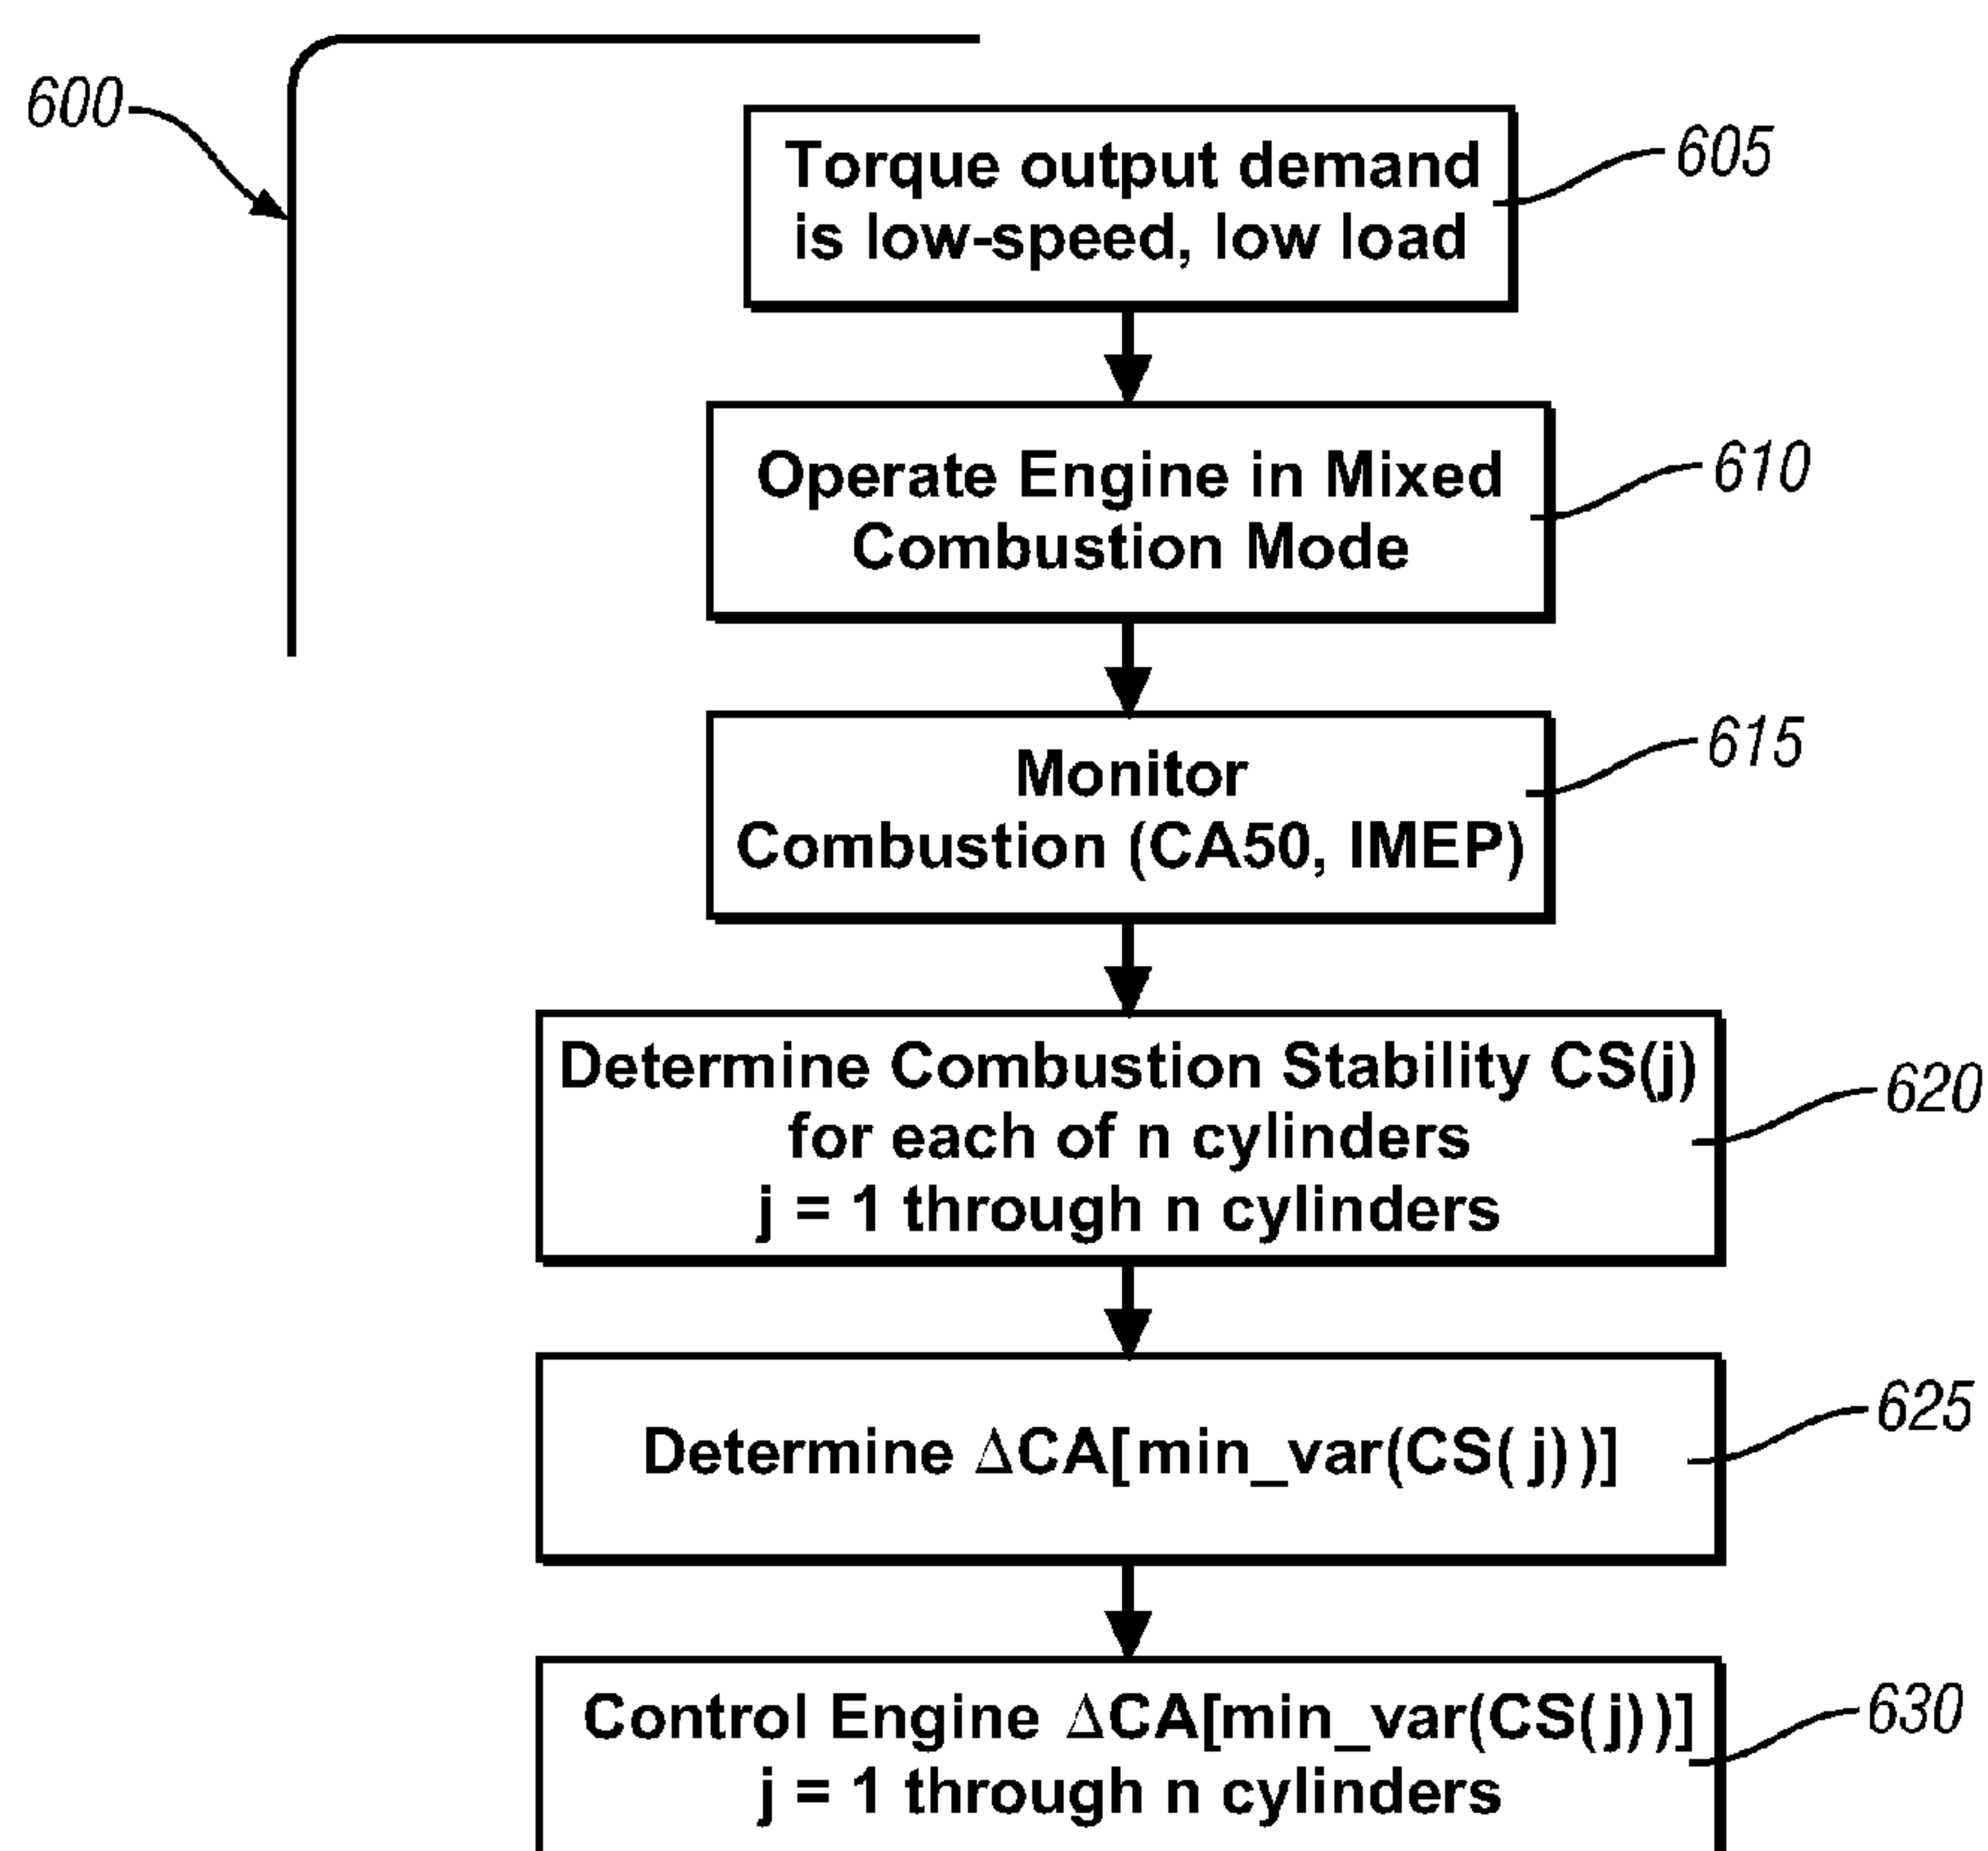 600
Torque output demand
is low-speed, low load
605
Operate Engine in Mixed
Combustion Mode
610
Monitor
Combustion (CA50, IMEP)
615
Determine Combustion Stability CS(j)
for each of n cylinders
j = 1 through n cylinders
620
Determine ΔCA[min_var(CS(j))]
625
Control Engine ΔCA[min_var(CS(j))]
j = 1 through n cylinders
630